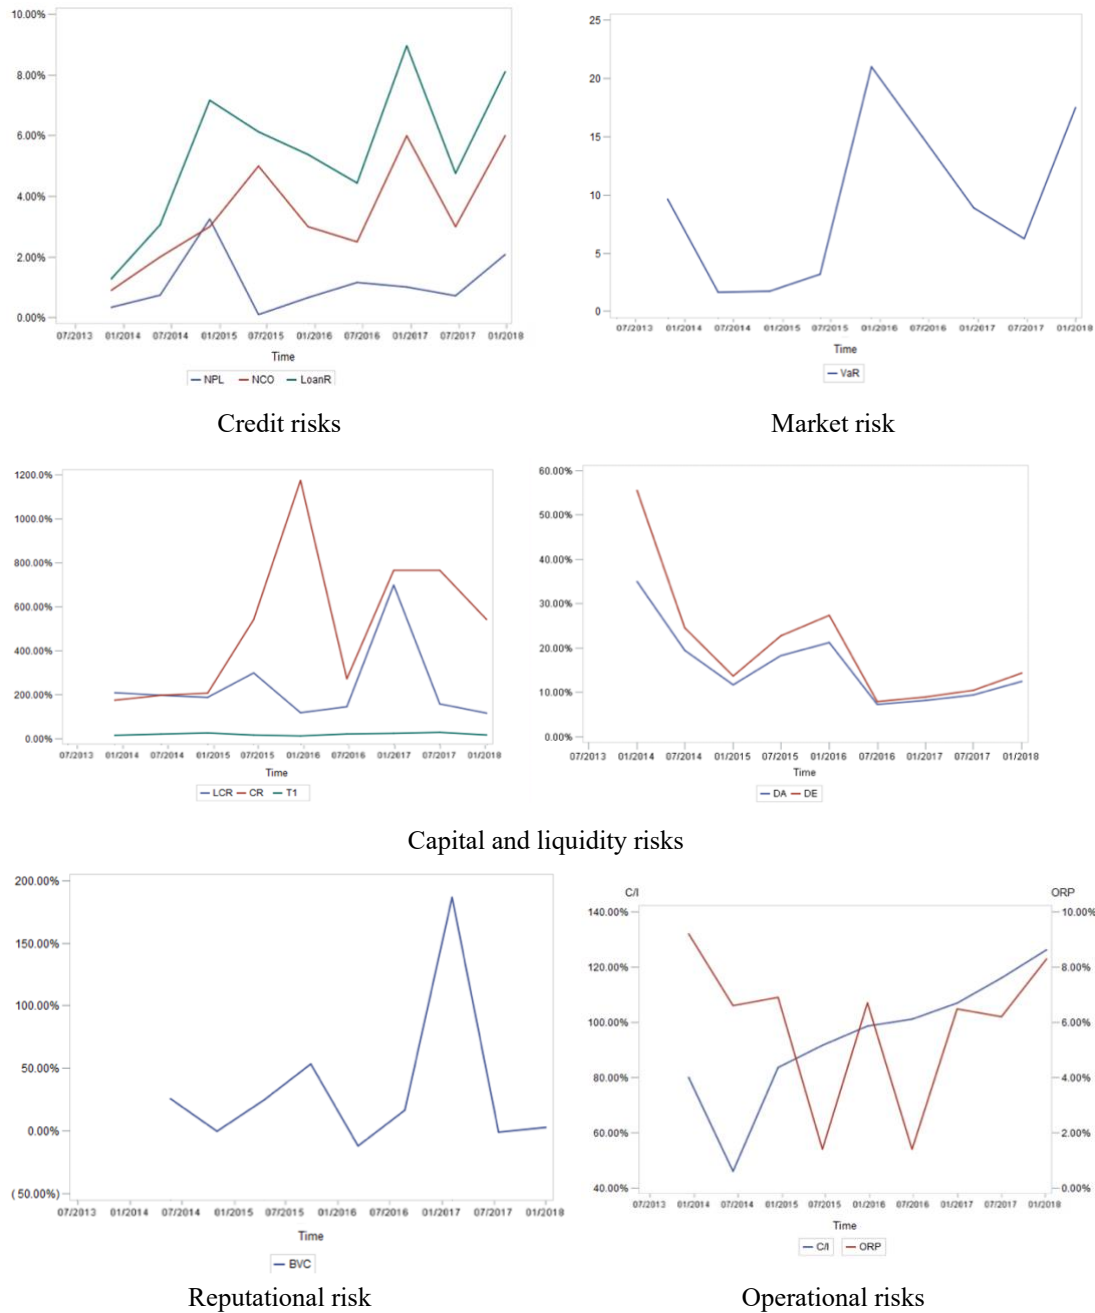 10.00%
8.00%
6.00%
4.00%
2.00%
0.00%
07/2013 01/2014 07/2014 01/2015 07/2015 01/2016 07/2016 01/2017 07/2017 01/2018
Time
NPL NCO LoanR
25
20
15
10
5
0
07/2013 01/2014 07/2014 01/2015 07/2015 01/2016 07/2016 01/2017 07/2017 01/2018
Time
VaR
Credit risks
Market risk
1200.0%
1000.0%
800.00%
600.00%
400.00%
200.00%
0.00%
07/2013 01/2014 07/2014 01/2015 07/2015 01/2016 07/2016 01/2017 07/2017 01/2018
Time
LCR CR T1
60.00%
50.00%
40.00%
30.00%
20.00%
10.00%
0.00%
07/2013 01/2014 07/2014 01/2015 07/2015 01/2016 07/2016 01/2017 07/2017 01/2018
Time
DA DE
Capital and liquidity risks
200.00%
150.00%
100.00%
50.00%
0.00%
(50.00%)
07/2013 01/2014 07/2014 01/2015 07/2015 01/2016 07/2016 01/2017 07/2017 01/2018
Time
BVC
C/I ORP
140.00% 10.00%
120.00% 8.00%
100.00% 6.00%
80.00% 4.00%
60.00% 2.00%
40.00% 0.00%
07/2013 01/2014 07/2014 01/2015 07/2015 01/2016 07/2016 01/2017 07/2017 01/2018
Time
C/I ORP
Reputational risk
Operational risks